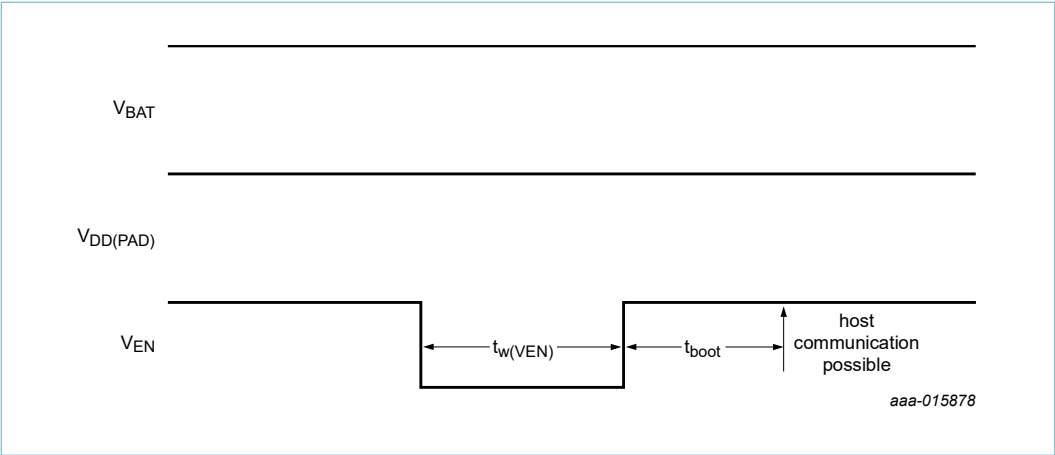 VBAT
VDD(PAD)
VEN
tw(VEN)
tboot
host
communication
possible
aaa-015878